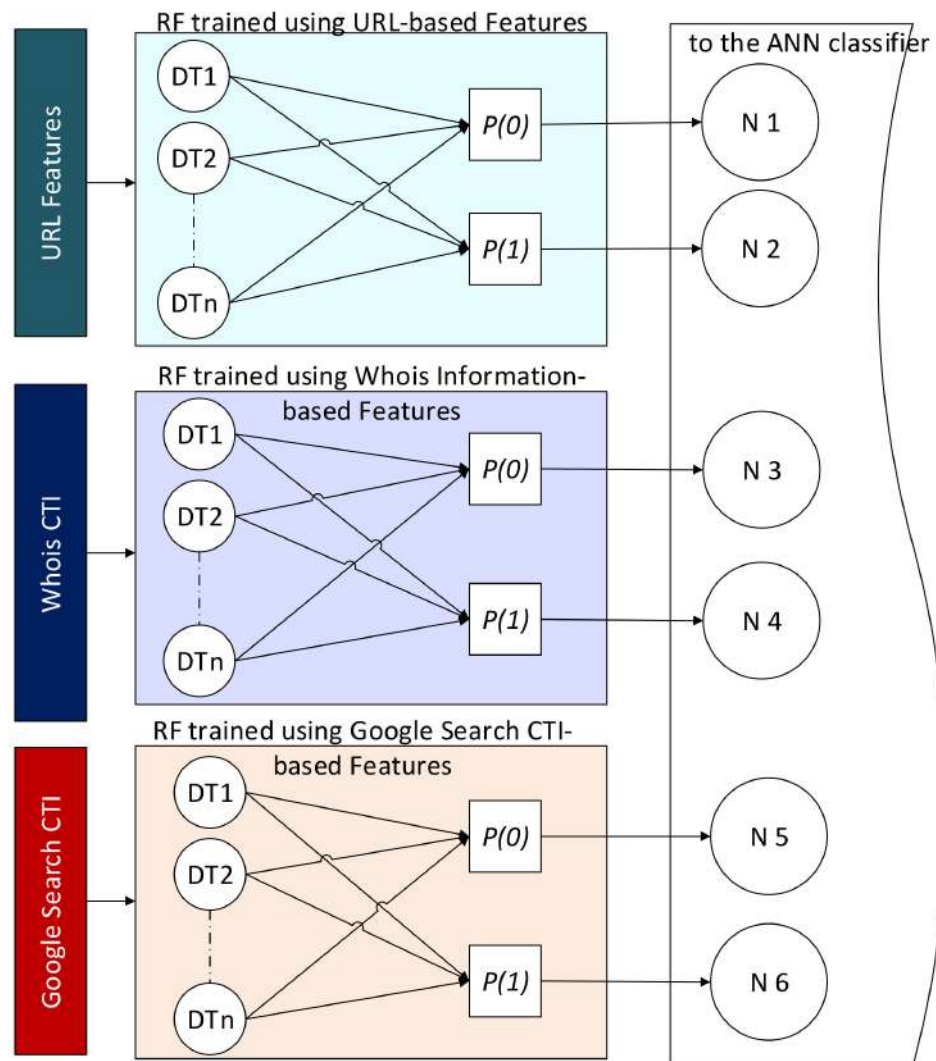 RF trained using URL-based Features
to the ANN classifier
URL Features
DT1
DT2
DTn
P(0)
P(1)
N 1
N 2
RF trained using Whois Information-
based Features
Whois CTI
DT1
DT2
DTn
P(0)
P(1)
N 3
N 4
RF trained using Google Search CTI-
based Features
Google Search CTI
DT1
DT2
DTn
P(0)
P(1)
N 5
N 6